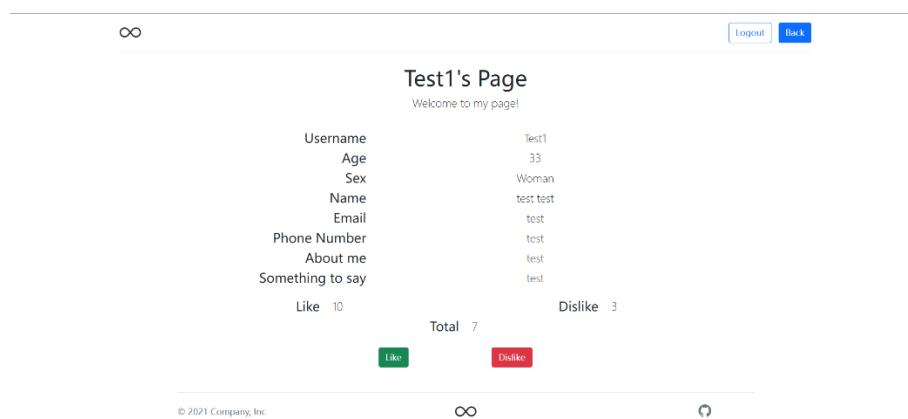 Logout Back
Test1's Page
Welcome to my page!
Username Test1
Age 33
Sex Woman
Name test test
Email test
Phone Number test
About me test
Something to say test
Like 10 Dislike 3
Total 7
Like Dislike
© 2021 Company, Inc